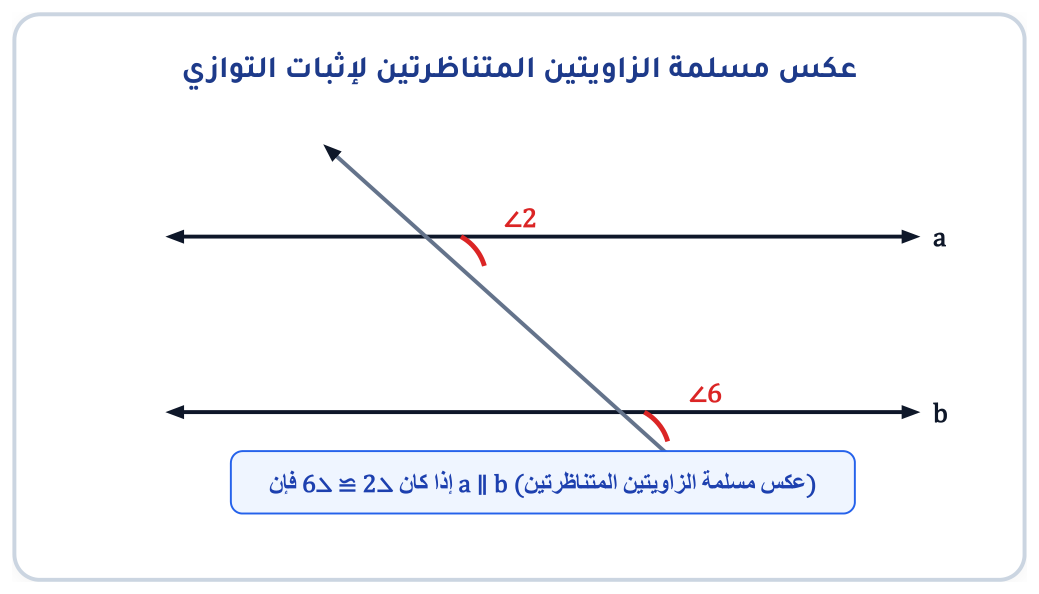 عكس مسلمة الزاويتين المتناظرتين لإثبات التوازي
∠2
a
∠6
b
إذا كان ∠2 ≅ ∠6 فإن a ∥ b (عكس مسلمة الزاويتين المتناظرتين)